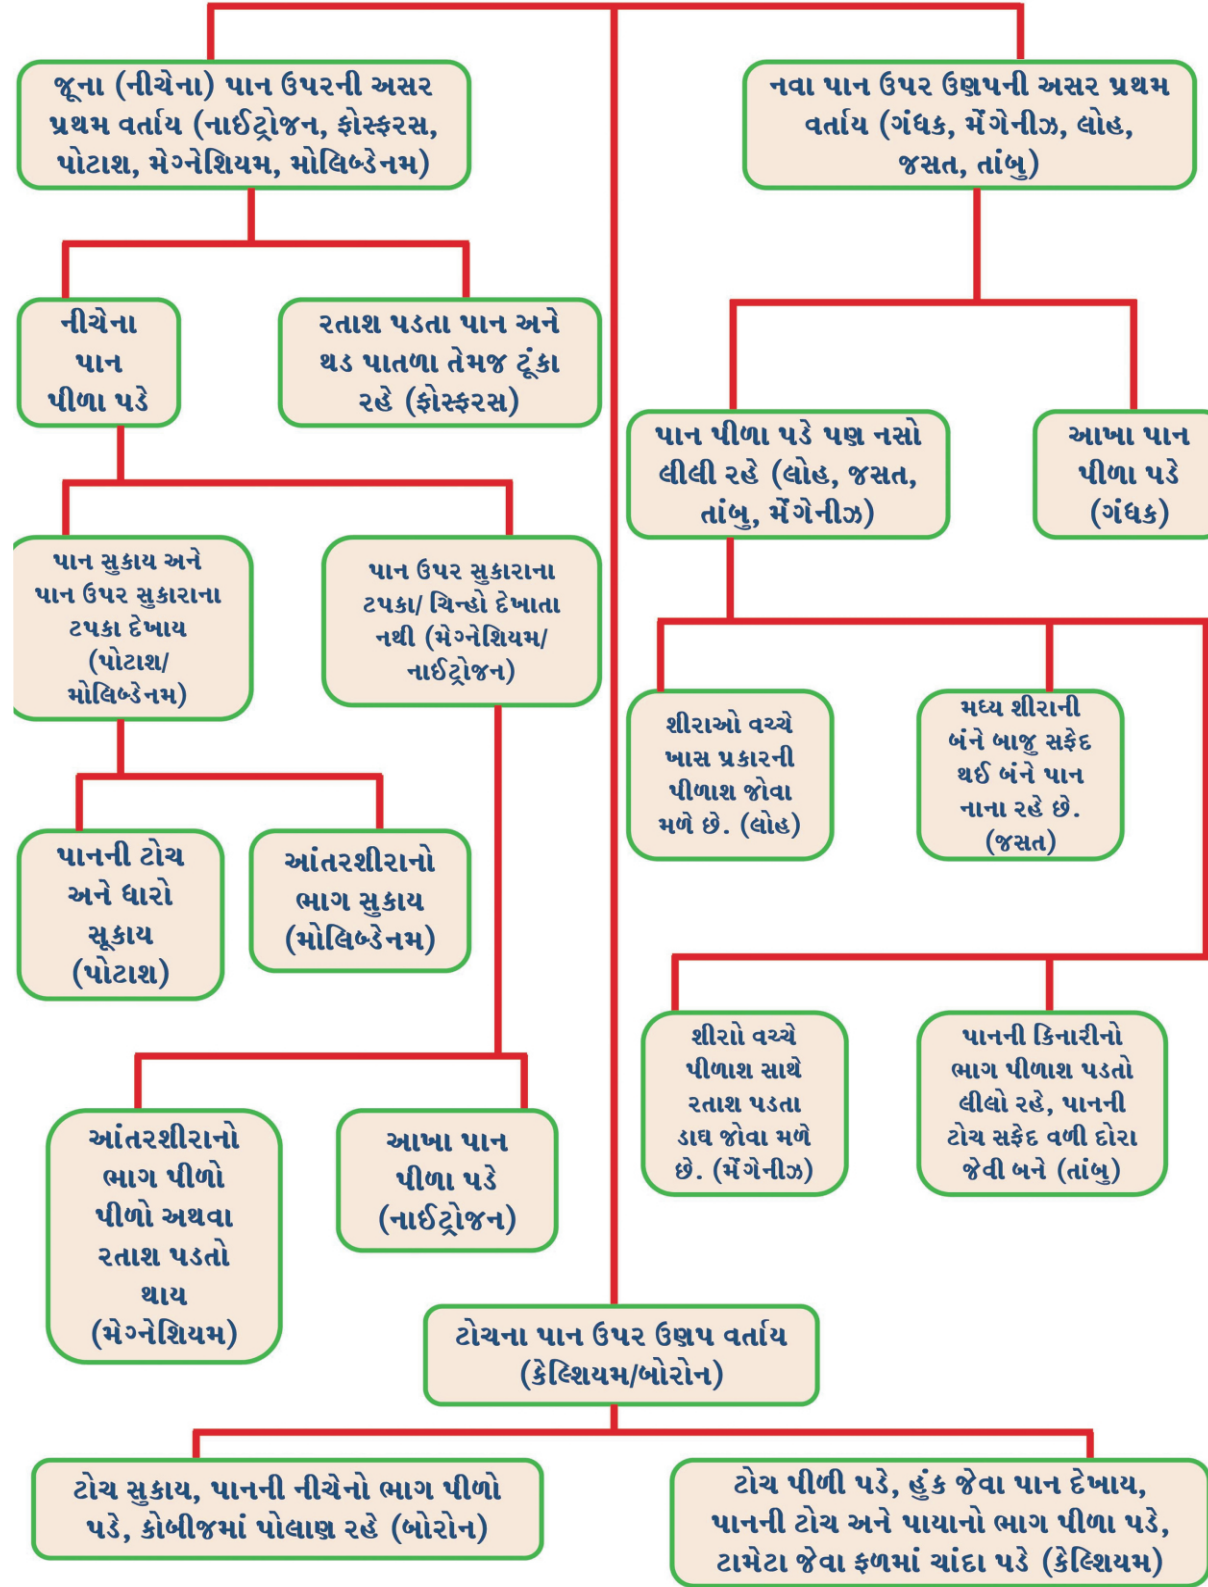 જૂના (નીચેના) પાન ઉપરની અસર
પ્રથમ વર્તાય (નાઈટ્રોજન, ફોસ્ફરસ,
પોટાશ, મેગ્નેશિયમ, મોલિબ્ડેનમ)
નવા પાન ઉપર ઉણપની અસર પ્રથમ
વર્તાય (ગંધક, મેંગેનીઝ, લોહ,
જસત, તાંબુ)
નીચેના
પાન
પીળા પડે
રતાશ પડતા પાન અને
થડ પાતળા તેમજ ટૂંકા
રહે (ફોસ્ફરસ)
પાન પીળા પડે પણ નસો
લીલી રહે (લોહ, જસત,
તાંબુ, મેંગેનીઝ)
આખા પાન
પીળા પડે
(ગંધક)
પાન સુકાય અને
પાન ઉપર સુકારાના
ટપકા દેખાય
(પોટાશ/
મોલિબ્ડેનમ)
પાન ઉપર સુકારાના
ટપકા/ ચિન્હો દેખાતા
નથી (મેગ્નેશિયમ/
નાઈટ્રોજન)
શીરાઓ વચ્ચે
ખાસ પ્રકારની
પીળાશ જોવા
મળે છે. (લોહ)
મધ્ય શીરાની
બંને બાજુ સફેદ
થઈ બંને પાન
નાના રહે છે.
(જસત)
પાનની ટોચ
અને ધારો
સૂકાય
(પોટાશ)
આંતરશીરાનો
ભાગ સુકાય
(મોલિબ્ડેનમ)
શીરાો વચ્ચે
પીળાશ સાથે
રતાશ પડતા
ડાઘ જોવા મળે
છે. (મેંગેનીઝ)
પાનની કિનારીનો
ભાગ પીળાશ પડતો
લીલો રહે, પાનની
ટોચ સફેદ વળી દોરા
જેવી બને (તાંબુ)
આંતરશીરાનો
ભાગ પીળો
પીળો અથવા
રતાશ પડતો
થાય
(મેગ્નેશિયમ)
આખા પાન
પીળા પડે
(નાઈટ્રોજન)
ટોચના પાન ઉપર ઉણપ વર્તાય
(કેલ્શિયમ/બોરોન)
ટોચ સુકાય, પાનની નીચેનો ભાગ પીળો
પડે, કોબીજમાં પોલાણ રહે (બોરોન)
ટોચ પીળી પડે, હુંક જેવા પાન દેખાય,
પાનની ટોચ અને પાયાનો ભાગ પીળા પડે,
ટામેટા જેવા ફળમાં ચાંદા પડે (કેલ્શિયમ)